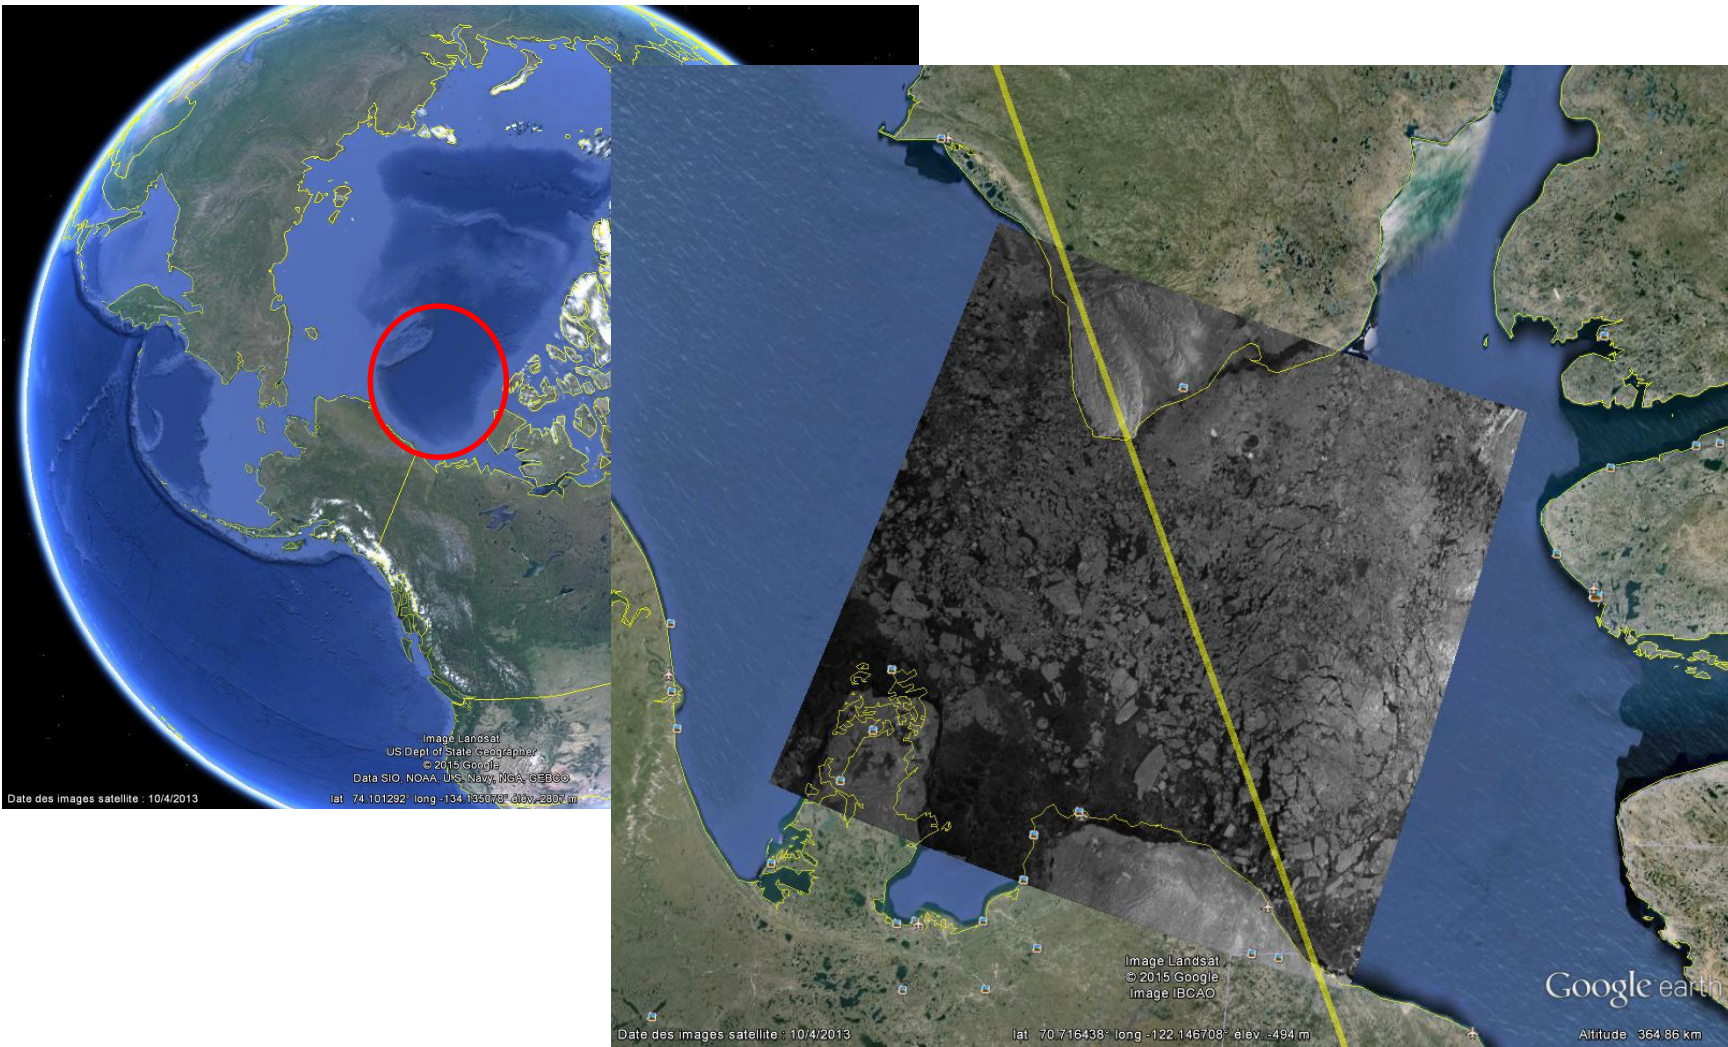 Image Landsat
US Dept of State Geographer
© 2015 Google
Data SIO, NOAA, U.S. Navy, NGA, GEBCO
Date des images satellite : 10/4/2013
lat 74.101292° long -134.135078° élév.-2807 m
Image Landsat
© 2015 Google
Image IBCAO
Google earth
Date des images satellite : 10/4/2013
lat 70.716438° long -122.146708° élév. -494 m
Altitude 364.86 km